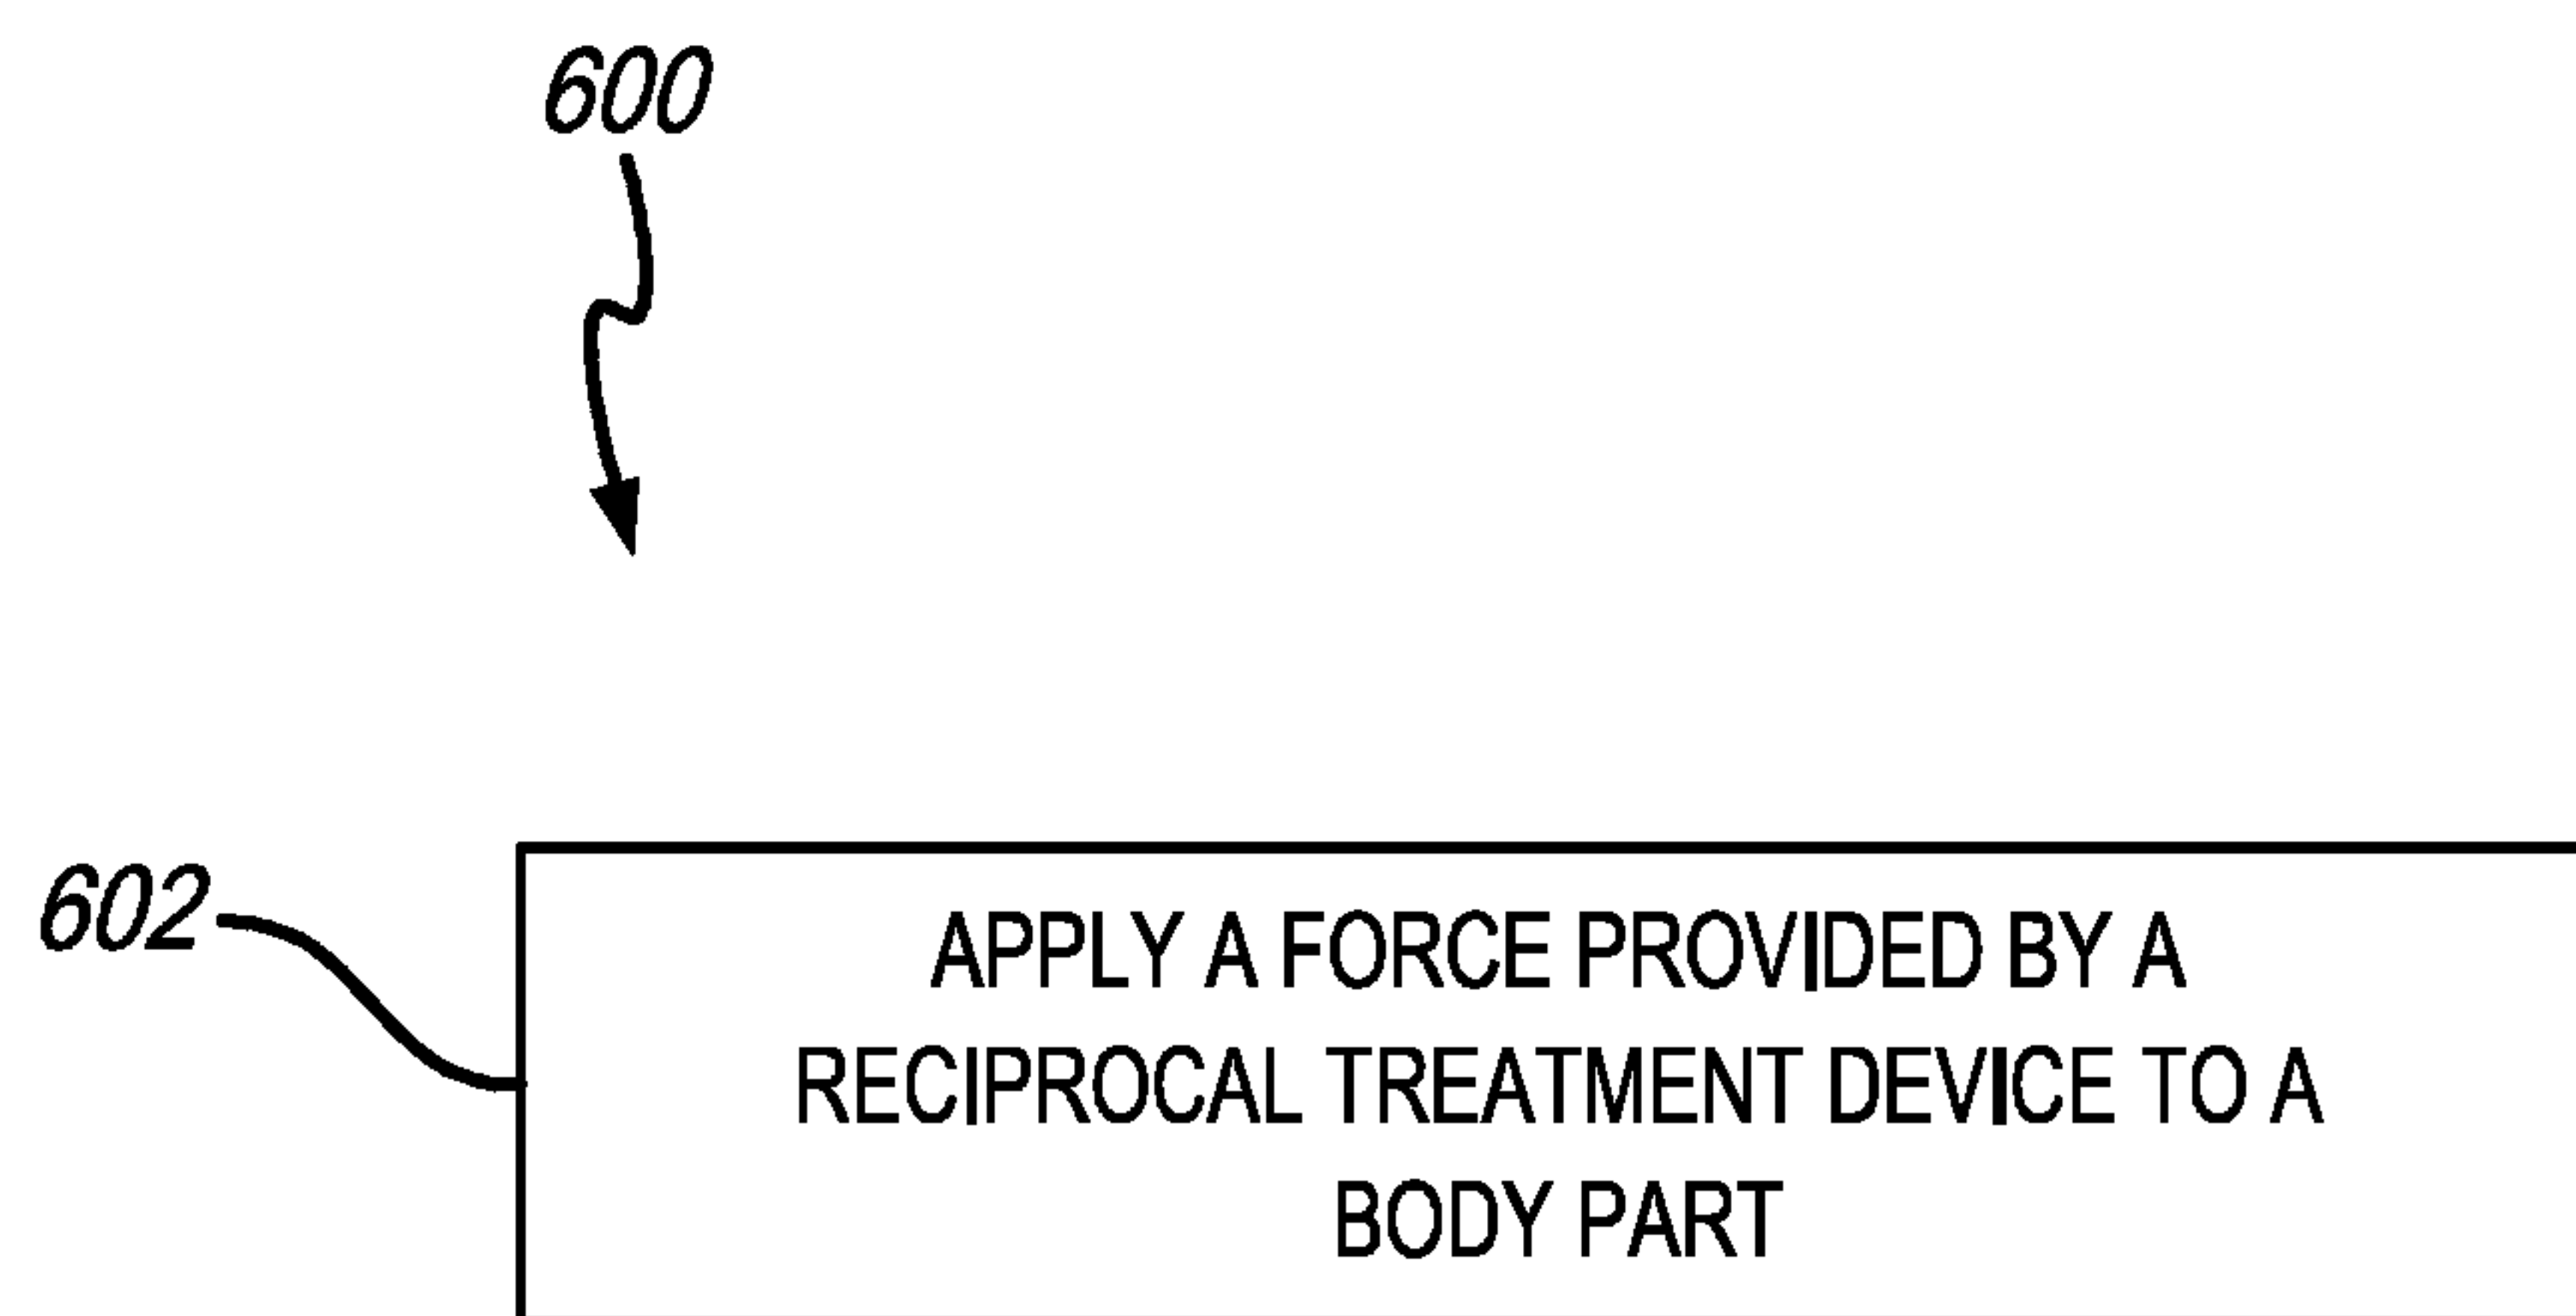 600
602
APPLY A FORCE PROVIDED BY A
RECIPROCAL TREATMENT DEVICE TO A
BODY PART